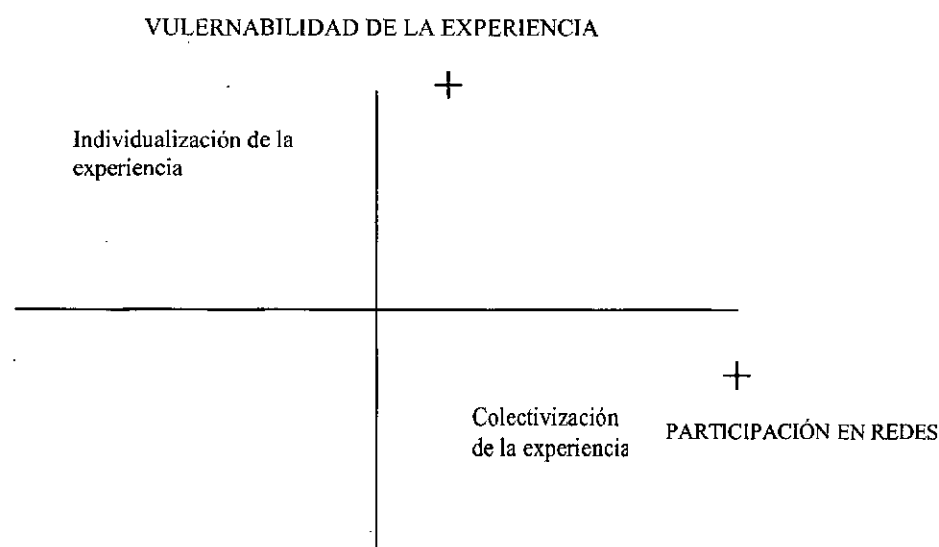 VULERNABILIDAD DE LA EXPERIENCIA
+
Individualización de la
experiencia
+
Colectivización
de la experiencia
PARTICIPACIÓN EN REDES